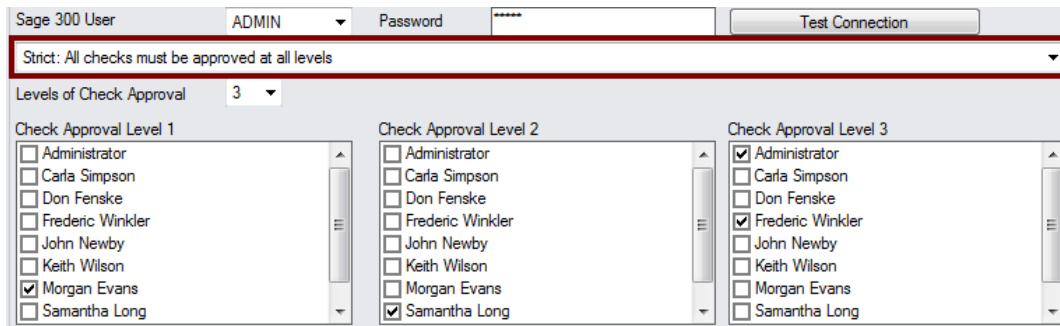 Sage 300 User ADMIN Password ***** Test Connection
Strict: All checks must be approved at all levels
Levels of Check Approval 3
Check Approval Level 1
Administrator
Carla Simpson
Don Fenske
Frederic Winkler
John Newby
Keith Wilson
Morgan Evans
Samantha Long
Check Approval Level 2
Administrator
Carla Simpson
Don Fenske
Frederic Winkler
John Newby
Keith Wilson
Morgan Evans
Samantha Long
Check Approval Level 3
Administrator
Carla Simpson
Don Fenske
Frederic Winkler
John Newby
Keith Wilson
Morgan Evans
Samantha Long